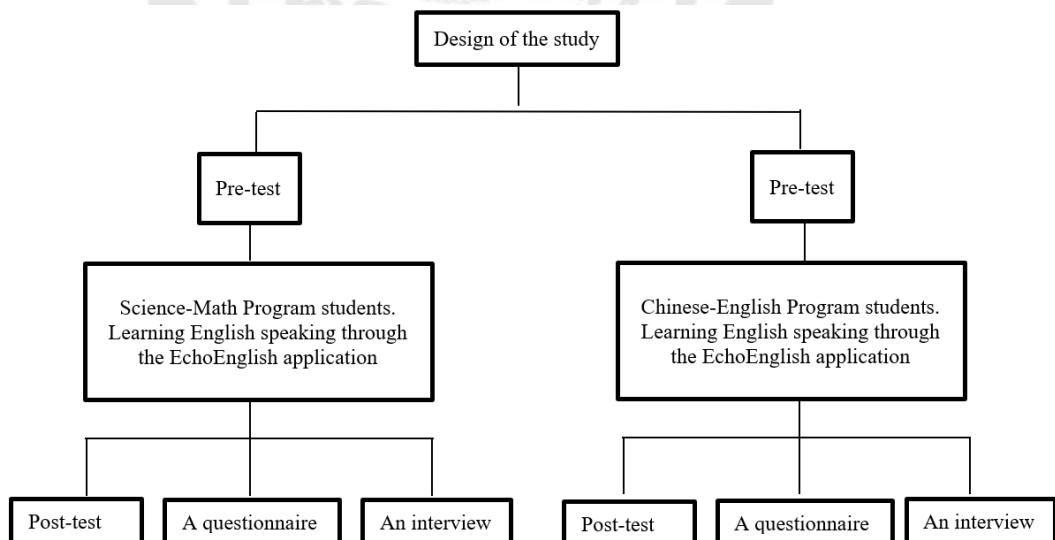 Design of the study
Pre-test
Pre-test
Science-Math Program students.
Learning English speaking through
the EchoEnglish application
Chinese-English Program students.
Learning English speaking through
the EchoEnglish application
Post-test
A questionnaire
An interview
Post-test
A questionnaire
An interview